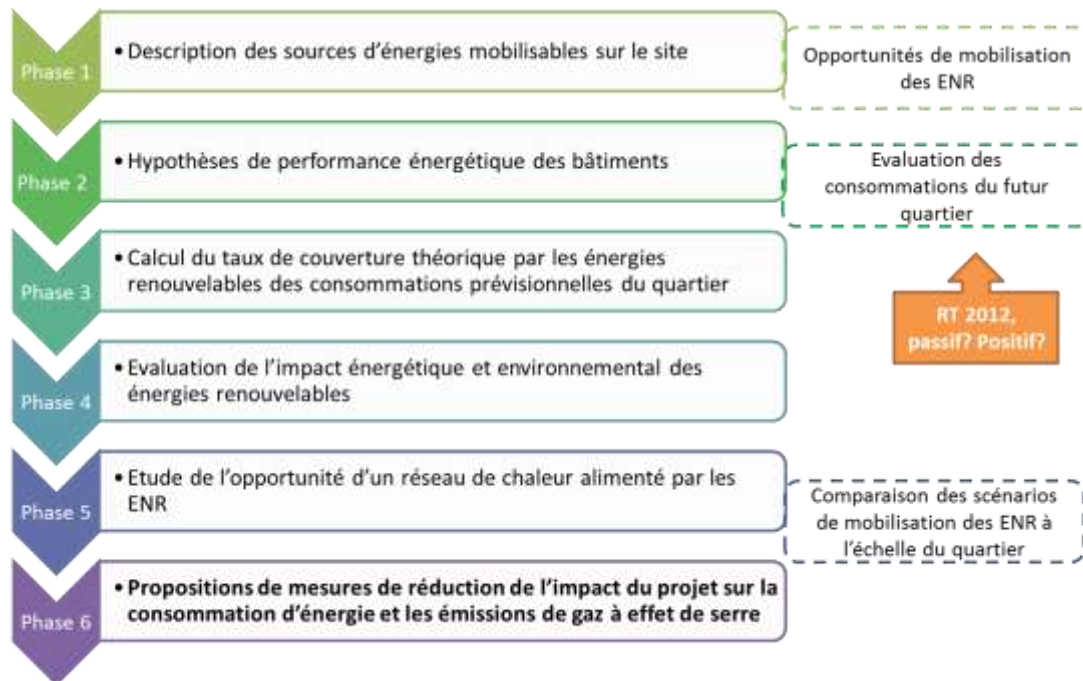 Phase 1
• Description des sources d'énergies mobilisables sur le site
Opportunités de mobilisation
des ENR
Phase 2
• Hypothèses de performance énergétique des bâtiments
Evaluation des
consommations du futur
quartier
Phase 3
• Calcul du taux de couverture théorique par les énergies
renouvelables des consommations prévisionnelles du quartier
RT 2012,
passif? Positif?
Phase 4
• Evaluation de l'impact énergétique et environnemental des
énergies renouvelables
Phase 5
• Etude de l'opportunité d'un réseau de chaleur alimenté par les
ENR
Comparaison des scénarios
de mobilisation des ENR à
l'échelle du quartier
Phase 6
• Propositions de mesures de réduction de l'impact du projet sur la
consommation d'énergie et les émissions de gaz à effet de serre